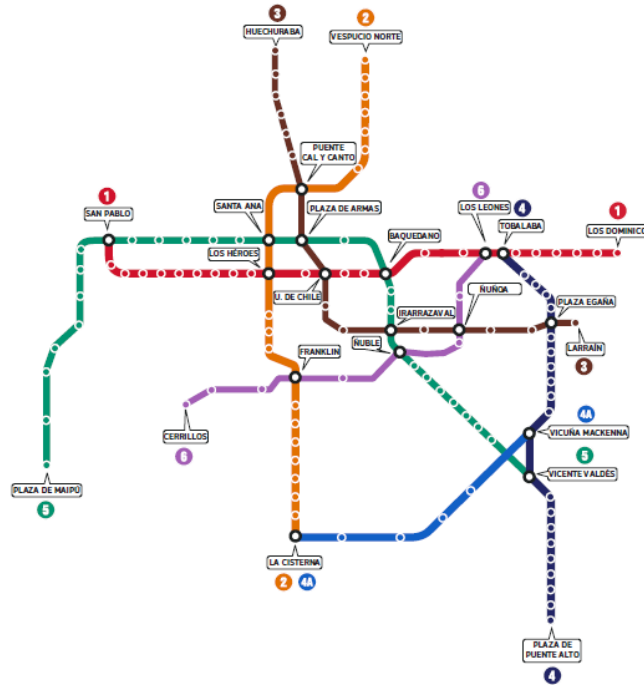 3
HUECHURABA
2
VESPUCIO NORTE
PUENTE
CAL Y CANTO
6
LOS LEONES
4
TOBALABA
1
SAN PABLO
SANTA ANA
PLAZA DE ARMAS
BAQUEDANO
1
LOS DOMINICO
LOS HÉROES
U. DE CHILE
IRARRAZAVAL
ÑUÑOA
PLAZA EGAÑA
ÑUBLE
LARRAÍN
3
FRANKLIN
CERRILLOS
6
4A
VICUÑA MACKENNA
5
VICENTE VALDÈS
PLAZA DE MAIPÚ
5
LA CISTERNA
2 4A
PLAZA DE
PUENTE ALTO
4